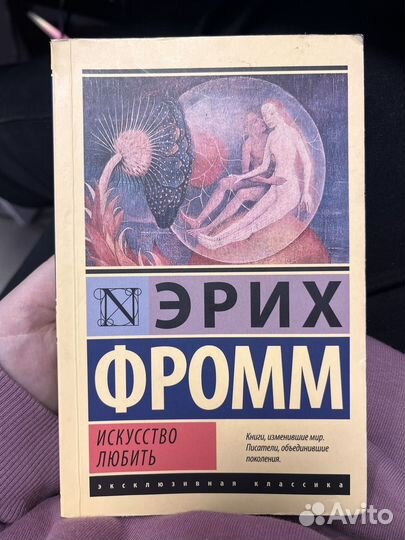 N ЭРИХ
ФРОММ
ИСКУССТВО
ЛЮБИТЬ
Книги, изменившие мир.
Писатели, объединившие
поколения.
эксклюзивная классика
Avito